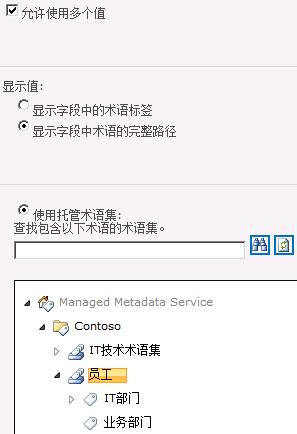 允许使用多个值
显示值:
显示字段中的术语标签
显示字段中术语的完整路径
使用托管术语集:
查找包含以下术语的术语集。
Managed Metadata Service
Contoso
IT技术术语集
员工
IT部门
业务部门